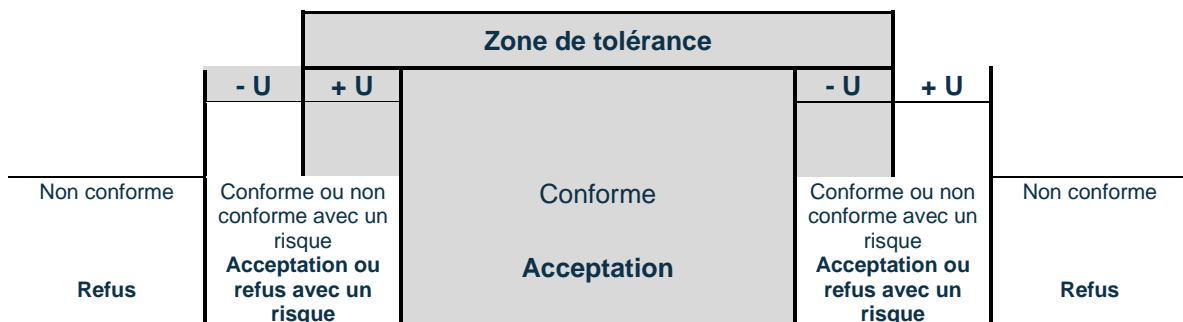 Zone de tolérance
- U
+ U
- U
+ U
Non conforme
Refus
Conforme ou non
conforme avec un
risque
Acceptation ou
refus avec un
risque
Conforme
Acceptation
Conforme ou non
conforme avec un
risque
Acceptation ou
refus avec un
risque
Non conforme
Refus